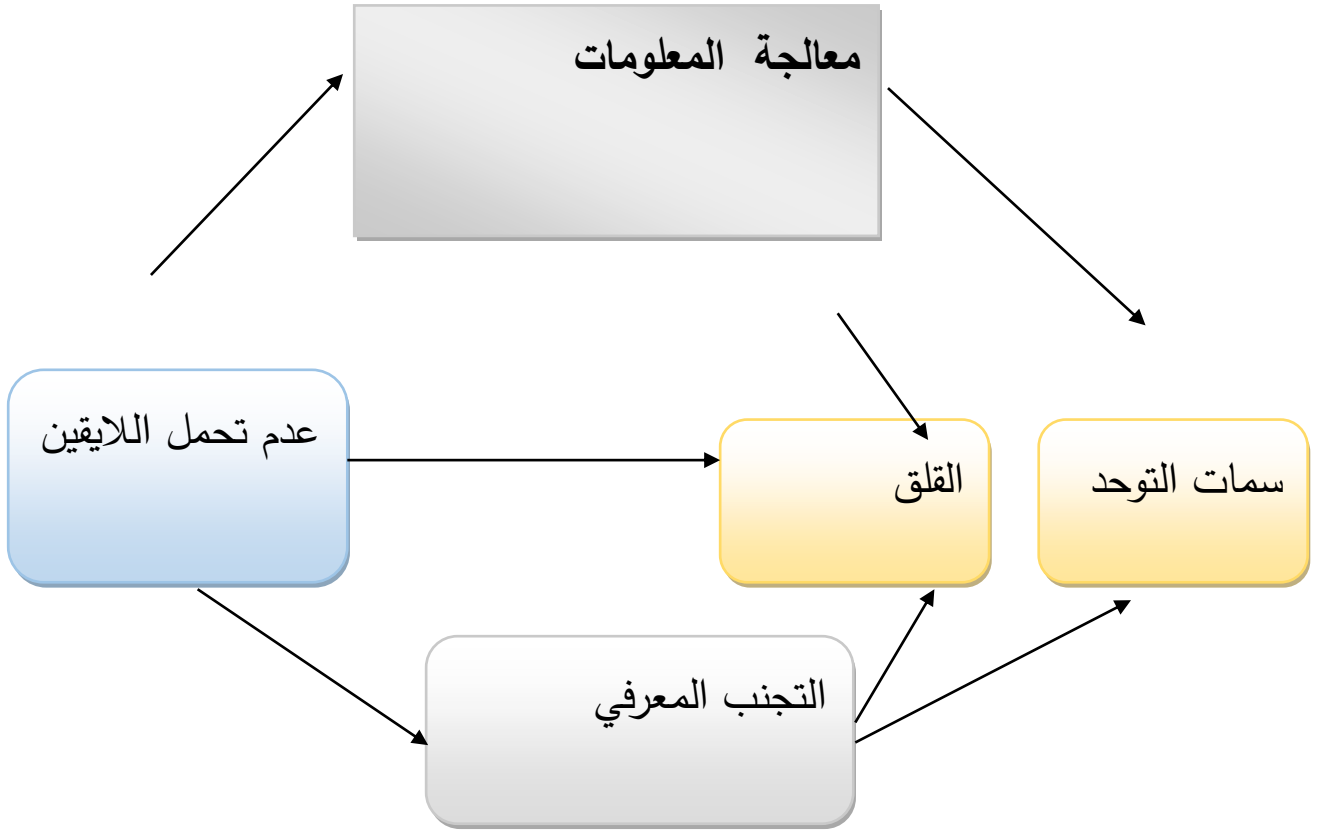 معالجة المعلومات
عدم تحمل اللايقين
القلق
سمات التوحد
التجنب المعرفي